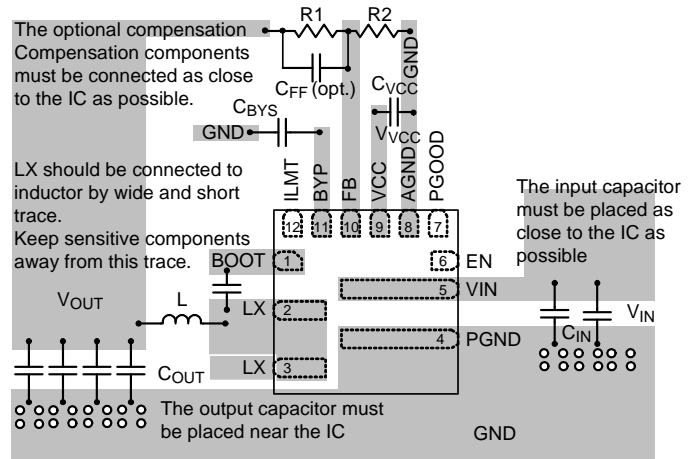 The optional compensation
Compensation components
must be connected as close
to the IC as possible.
R1
R2
CFF (opt.)
CVCC
GND
CBYS
GND
VVCC
LX should be connected to
inductor by wide and short
trace.
Keep sensitive components
away from this trace.
ILMT
BYP
FB
VCC
AGND
PGOOD
12
11
10
9
8
7
The input capacitor
must be placed as
close to the IC as
possible
BOOT
1
6
EN
5
VIN
VOUT
L
LX
2
CIN
VIN
4
PGND
COUT
LX
3
The output capacitor must
be placed near the IC
GND